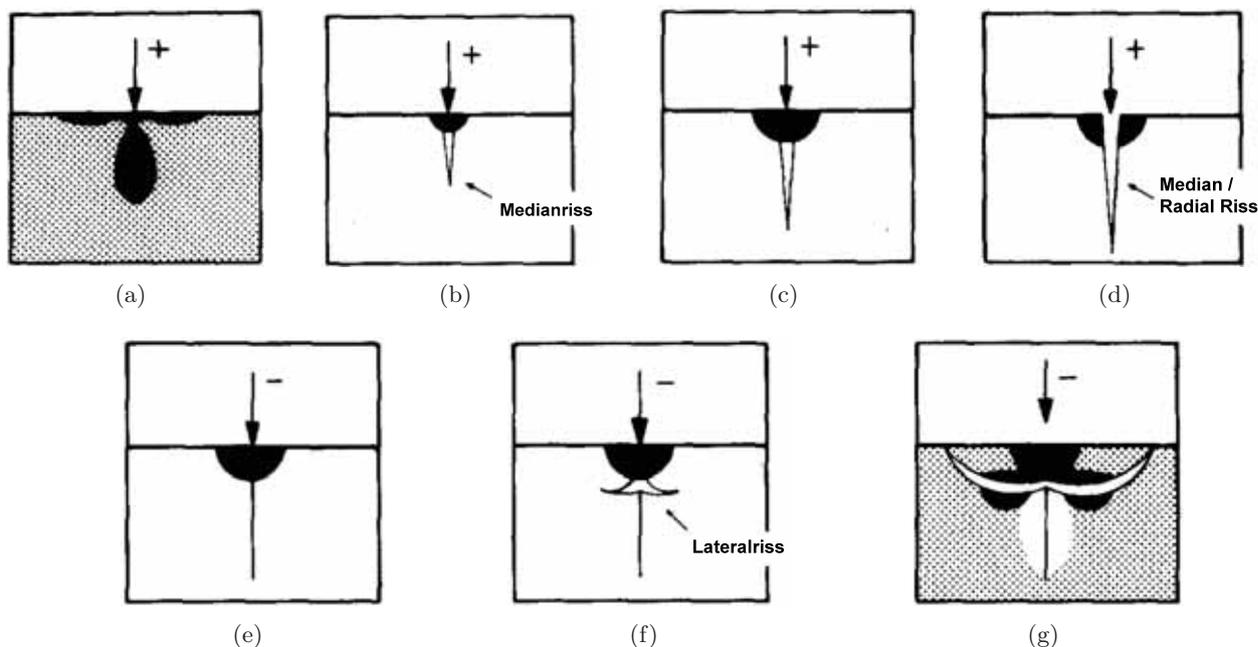 +
+
+
+
Medianriss
Median /
Radial Riss
(a)
(b)
(c)
(d)
−
−
−
Lateralriss
(e)
(f)
(g)